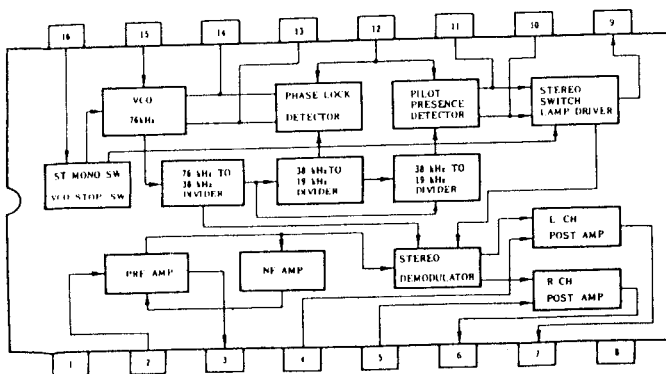 16 15 14 13 12 11 10 9
VCO
76kHz
PHASE LOCK
DETECTOR
PILOT
PRESENCE
DETECTOR
STEREO
SWITCH
LAMP DRIVER
ST MONO SW
VCO STOP SW
76 kHz TO
38 kHz
DIVIDER
38 kHz TO
19 kHz
DIVIDER
38 kHz TO
19 kHz
DIVIDER
L CH
POST AMP
PRE AMP
NF AMP
STEREO
DEMODULATOR
R CH
POST AMP
1 2 3 4 5 6 7 8